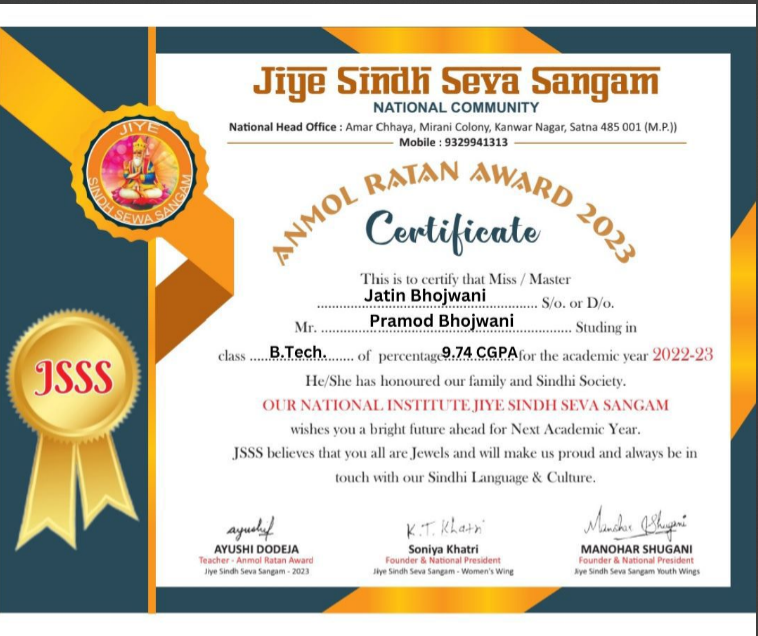 Jiye Sindh Seva Sangam
NATIONAL COMMUNITY
National Head Office : Amar Chhaya, Mirani Colony, Kanwar Nagar, Satna 485 001 (M.P.))
Mobile : 9329941313
JIYE
SINDH SEWA SANGAM
ANMOL RATAN AWARD 2023
Certificate
This is to certify that Miss / Master
Jatin Bhojwani S/o. or D/o.
Mr. Pramod Bhojwani Studing in
class B.Tech. of percentage 9.74 CGPA for the academic year 2022-23
He/She has honoured our family and Sindhi Society.
OUR NATIONAL INSTITUTE JIYE SINDH SEVA SANGAM
wishes you a bright future ahead for Next Academic Year.
JSSS believes that you all are Jewels and will make us proud and always be in
touch with our Sindhi Language & Culture.
JSSS
ayushi K.T. Khatri Manohar Shugani
AYUSHI DODEJA Soniya Khatri MANOHAR SHUGANI
Teacher - Anmol Ratan Award Founder & National President Founder & National President
Jiye Sindh Seva Sangam - 2023 Jiye Sindh Seva Sangam - Women's Wing Jiye Sindh Seva Sangam Youth Wings